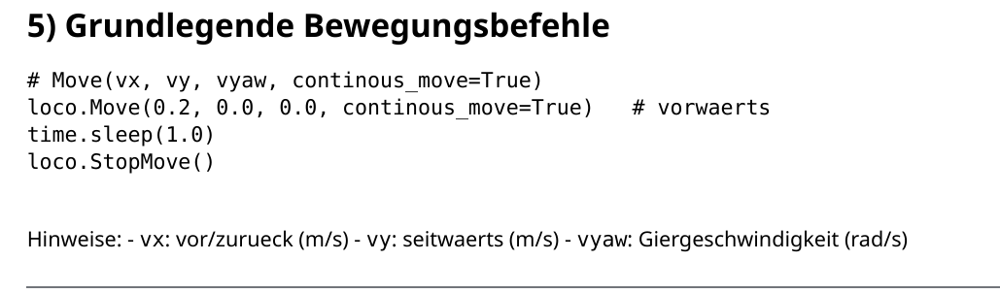 5) Grundlegende Bewegungsbefehle
# Move(vx, vy, vyaw, continous_move=True)
loco.Move(0.2, 0.0, 0.0, continous_move=True)   # vorwaerts
time.sleep(1.0)
loco.StopMove()
Hinweise: - vx: vor/zurueck (m/s) - vy: seitwaerts (m/s) - vyaw: Giergeschwindigkeit (rad/s)